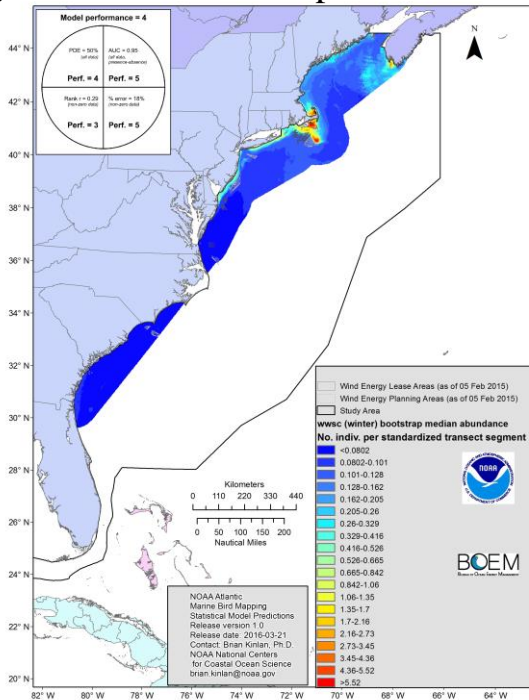 Model performance = 4
PDE = 50% AUC = 0.95
(all data) (all data, presence-absence)
Perf. = 4 Perf. = 5
Rank r = 0.29 % error = 18%
(non-zero data) (non-zero data)
Perf. = 3 Perf. = 5
N
44° N
42° N
40° N
38° N
36° N
34° N
32° N
30° N
28° N
26° N
24° N
22° N
20° N
Kilometers
0 110 220 330 440
0 50 100 150 200
Nautical Miles
Wind Energy Lease Areas (as of 05 Feb 2015)
Wind Energy Planning Areas (as of 05 Feb 2015)
Study Area
wwsc (winter) bootstrap median abundance
No. indiv. per standardized transect segment
<0.0802
0.0802-0.101
0.101-0.128
0.128-0.162
0.162-0.205
0.205-0.26
0.26-0.329
0.329-0.416
0.416-0.526
0.526-0.665
0.665-0.842
0.842-1.06
1.06-1.35
1.35-1.7
1.7-2.16
2.16-2.73
2.73-3.45
3.45-4.36
4.36-5.52
>5.52
NOAA
BOEM
Bureau of Ocean Energy Management
NOAA Atlantic
Marine Bird Mapping
Statistical Model Predictions
Release version 1.0
Release date: 2016-03-21
Contact: Brian Kinlan, Ph.D.
NOAA National Centers
for Coastal Ocean Science
brian.kinlan@noaa.gov
82° W 80° W 78° W 76° W 74° W 72° W 70° W 68° W 66° W 64° W 62° W